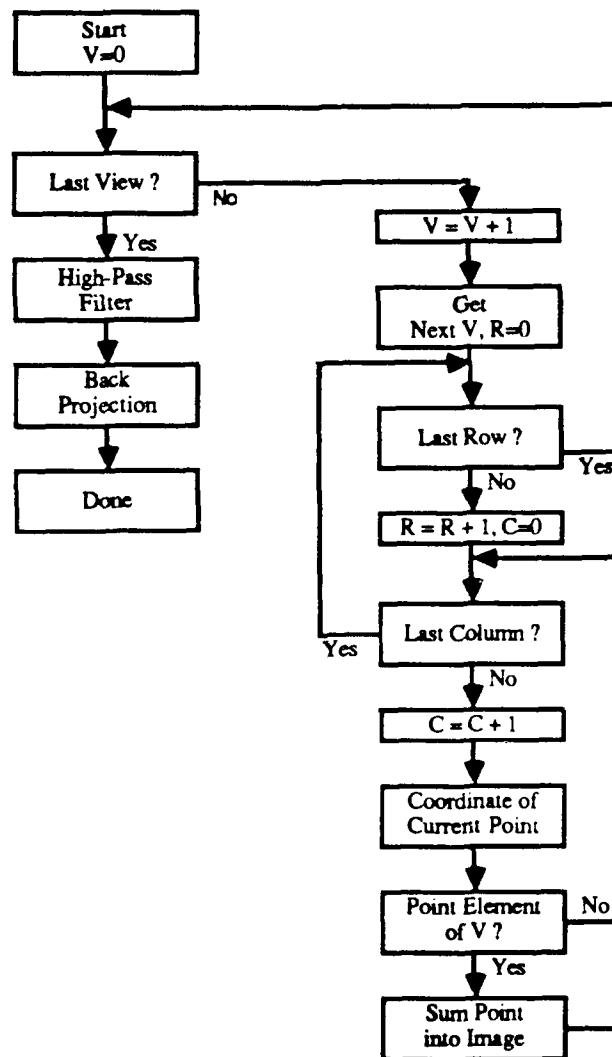 Start
V=0
Last View ?
No
Yes
High-Pass
Filter
Back
Projection
Done
V = V + 1
Get
Next V, R=0
Last Row ?
Yes
No
R = R + 1, C=0
Last Column ?
Yes
No
C = C + 1
Coordinate of
Current Point
Point Element
of V ?
No
Yes
Sum Point
into Image